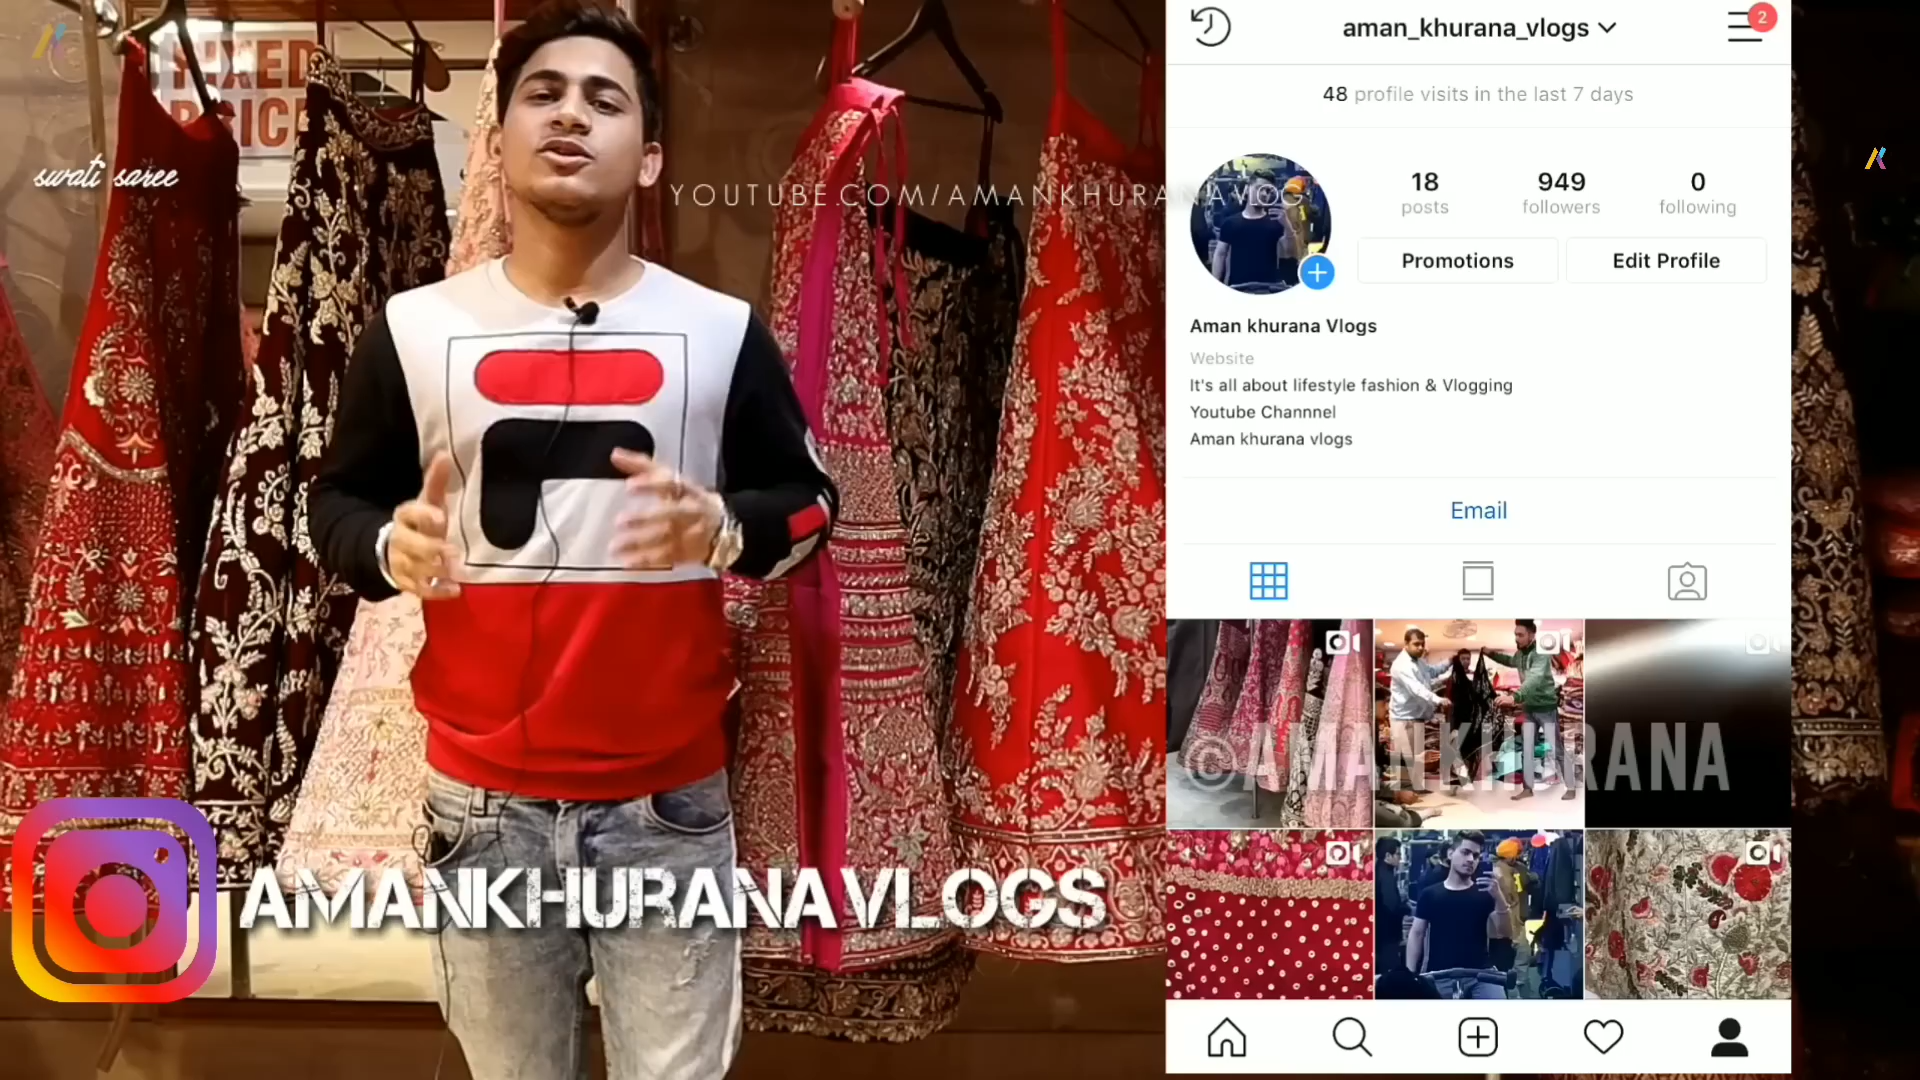 FIXED
PRICE
swati saree
YOUTUBE.COM/AMANKHURANAVLOG
AMANKHURANAVLOGS
aman_khurana_vlogs
2
48 profile visits in the last 7 days
18
posts
949
followers
0
following
Promotions
Edit Profile
Aman khurana Vlogs
Website
It's all about lifestyle fashion & Vlogging
Youtube Channnel
Aman khurana vlogs
Email
©AMANKHURANA